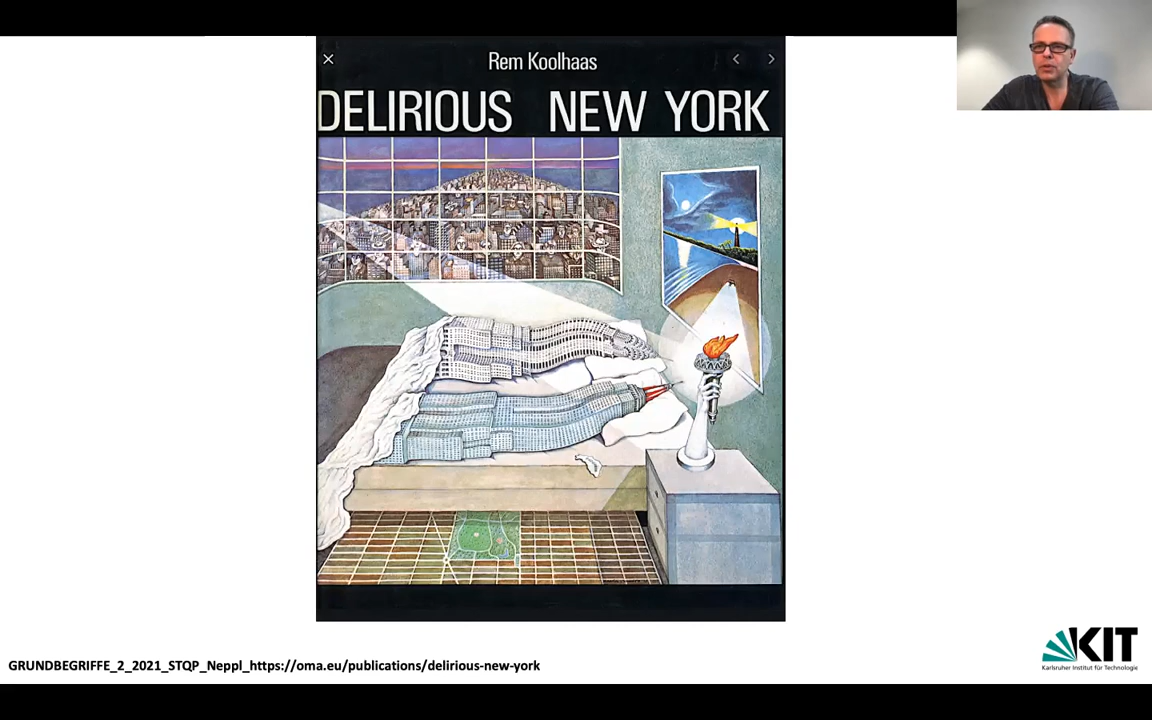 Rem Koolhaas
DELIRIOUS NEW YORK
KIT
Karlsruher Institut für Technologie
GRUNDBEGRIFFE_2_2021_STQP_Neppl_https://oma.eu/publications/delirious-new-york